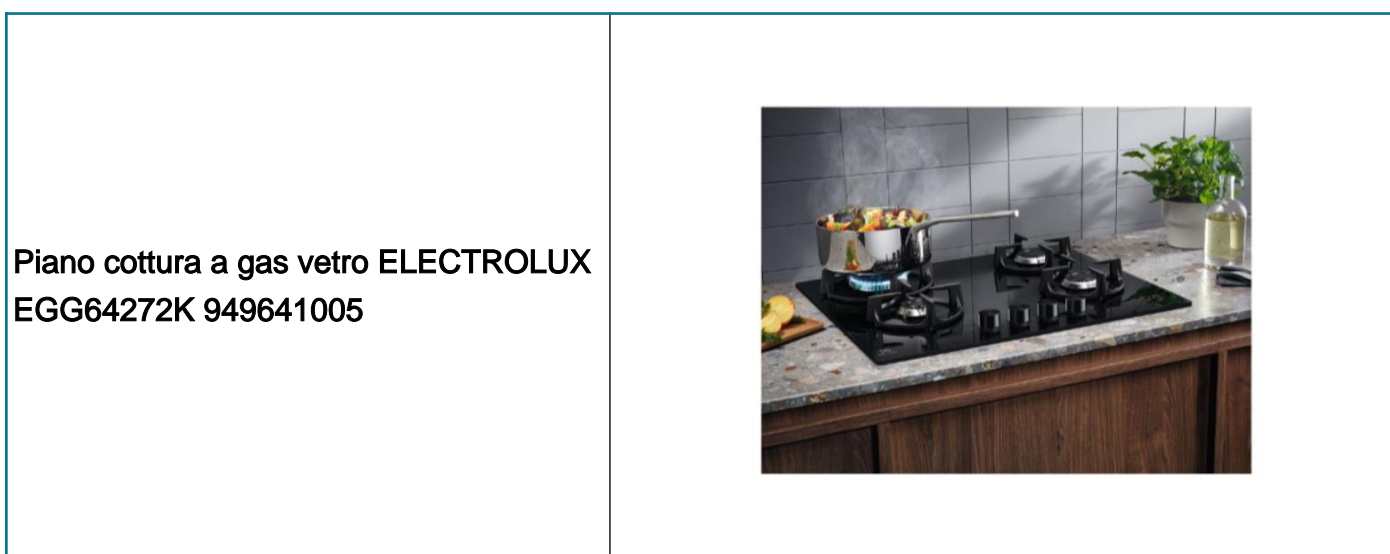 Piano cottura a gas vetro ELECTROLUX
EGG64272K 949641005